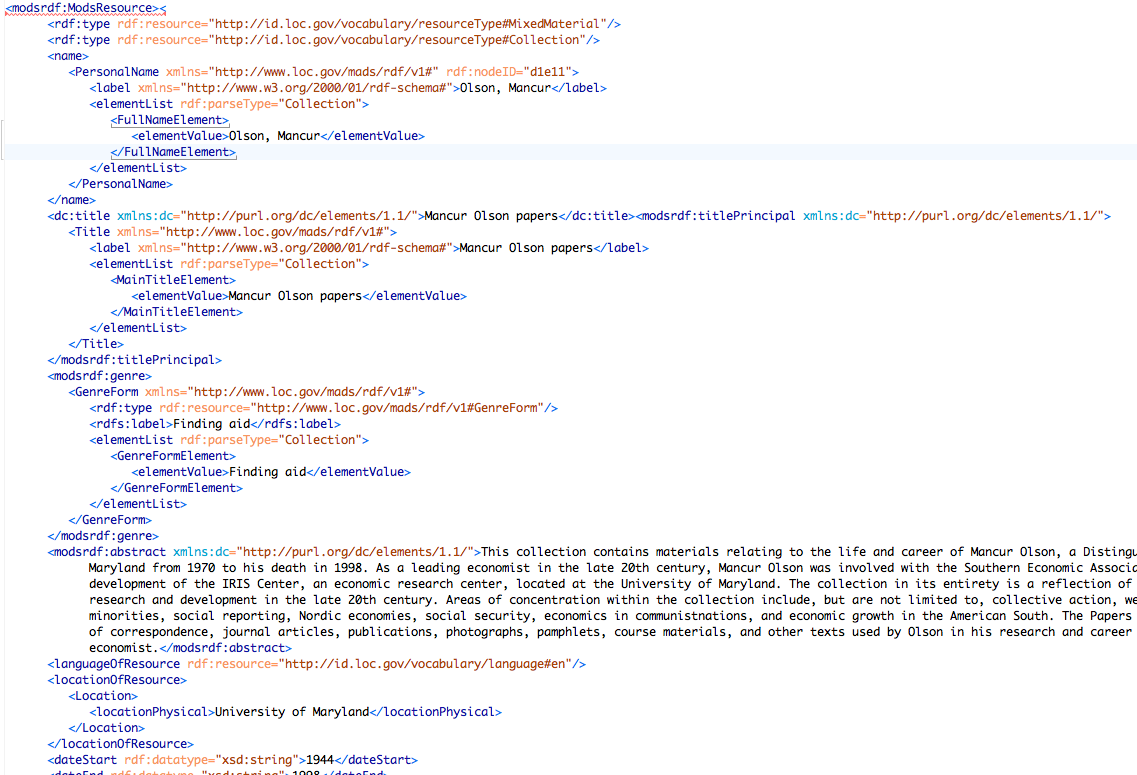 <modsrdf:ModsResource><
<rdf:type rdf:resource="http://id.loc.gov/vocabulary/resourceType#MixedMaterial"/>
<rdf:type rdf:resource="http://id.loc.gov/vocabulary/resourceType#Collection"/>
<name>
<PersonalName xmlns="http://www.loc.gov/mads/rdf/v1#" rdf:nodeID="d1e11">
<label xmlns="http://www.w3.org/2000/01/rdf-schema#">Olson, Mancur</label>
<elementList rdf:parseType="Collection">
<FullNameElement>
<elementValue>Olson, Mancur</elementValue>
</FullNameElement>
</elementList>
</PersonalName>
</name>
<dc:title xmlns:dc="http://purl.org/dc/elements/1.1/">Mancur Olson papers</dc:title><modsrdf:titlePrincipal xmlns:dc="http://purl.org/dc/elements/1.1/">
<Title xmlns="http://www.loc.gov/mads/rdf/v1#">
<label xmlns="http://www.w3.org/2000/01/rdf-schema#">Mancur Olson papers</label>
<elementList rdf:parseType="Collection">
<MainTitleElement>
<elementValue>Mancur Olson papers</elementValue>
</MainTitleElement>
</elementList>
</Title>
</modsrdf:titlePrincipal>
<modsrdf:genre>
<GenreForm xmlns="http://www.loc.gov/mads/rdf/v1#">
<rdf:type rdf:resource="http://www.loc.gov/mads/rdf/v1#GenreForm"/>
<rdfs:label>Finding aid</rdfs:label>
<elementList rdf:parseType="Collection">
<GenreFormElement>
<elementValue>Finding aid</elementValue>
</GenreFormElement>
</elementList>
</GenreForm>
</modsrdf:genre>
<modsrdf:abstract xmlns:dc="http://purl.org/dc/elements/1.1/">This collection contains materials relating to the life and career of Mancur Olson, a Distingu
Maryland from 1970 to his death in 1998. As a leading economist in the late 20th century, Mancur Olson was involved with the Southern Economic Associa
development of the IRIS Center, an economic research center, located at the University of Maryland. The collection in its entirety is a reflection of
research and development in the late 20th century. Areas of concentration within the collection include, but are not limited to, collective action, we
minorities, social reporting, Nordic economies, social security, economics in communistnations, and economic growth in the American South. The Papers
of correspondence, journal articles, publications, photographs, pamphlets, course materials, and other texts used by Olson in his research and career
economist.</modsrdf:abstract>
<languageOfResource rdf:resource="http://id.loc.gov/vocabulary/language#en"/>
<locationOfResource>
<Location>
<locationPhysical>University of Maryland</locationPhysical>
</Location>
</locationOfResource>
<dateStart rdf:datatype="xsd:string">1944</dateStart>
<dateEnd rdf:datatype="xsd:string">1998</dateEnd>